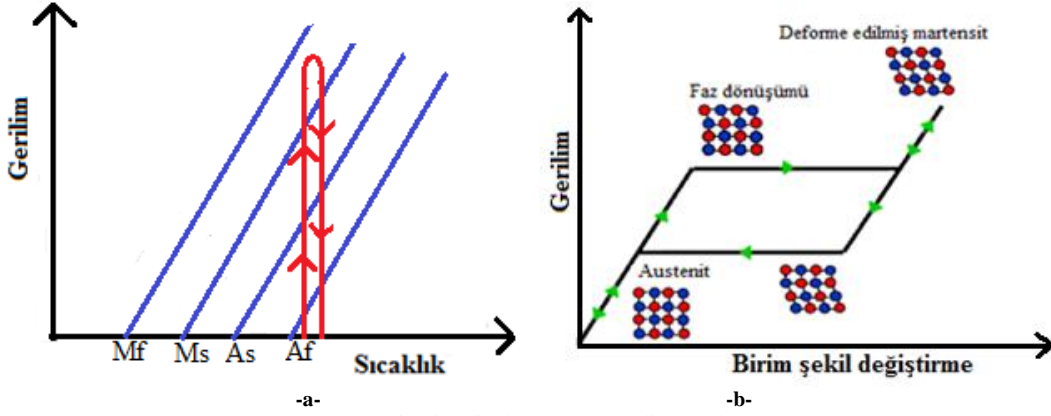 Gerilim
Mf
Ms
As
Af
Sıcaklık
-a-
Gerilim
Deforme edilmiş martensit
Faz dönüşümü
Austenit
Birim şekil değiştirme
-b-